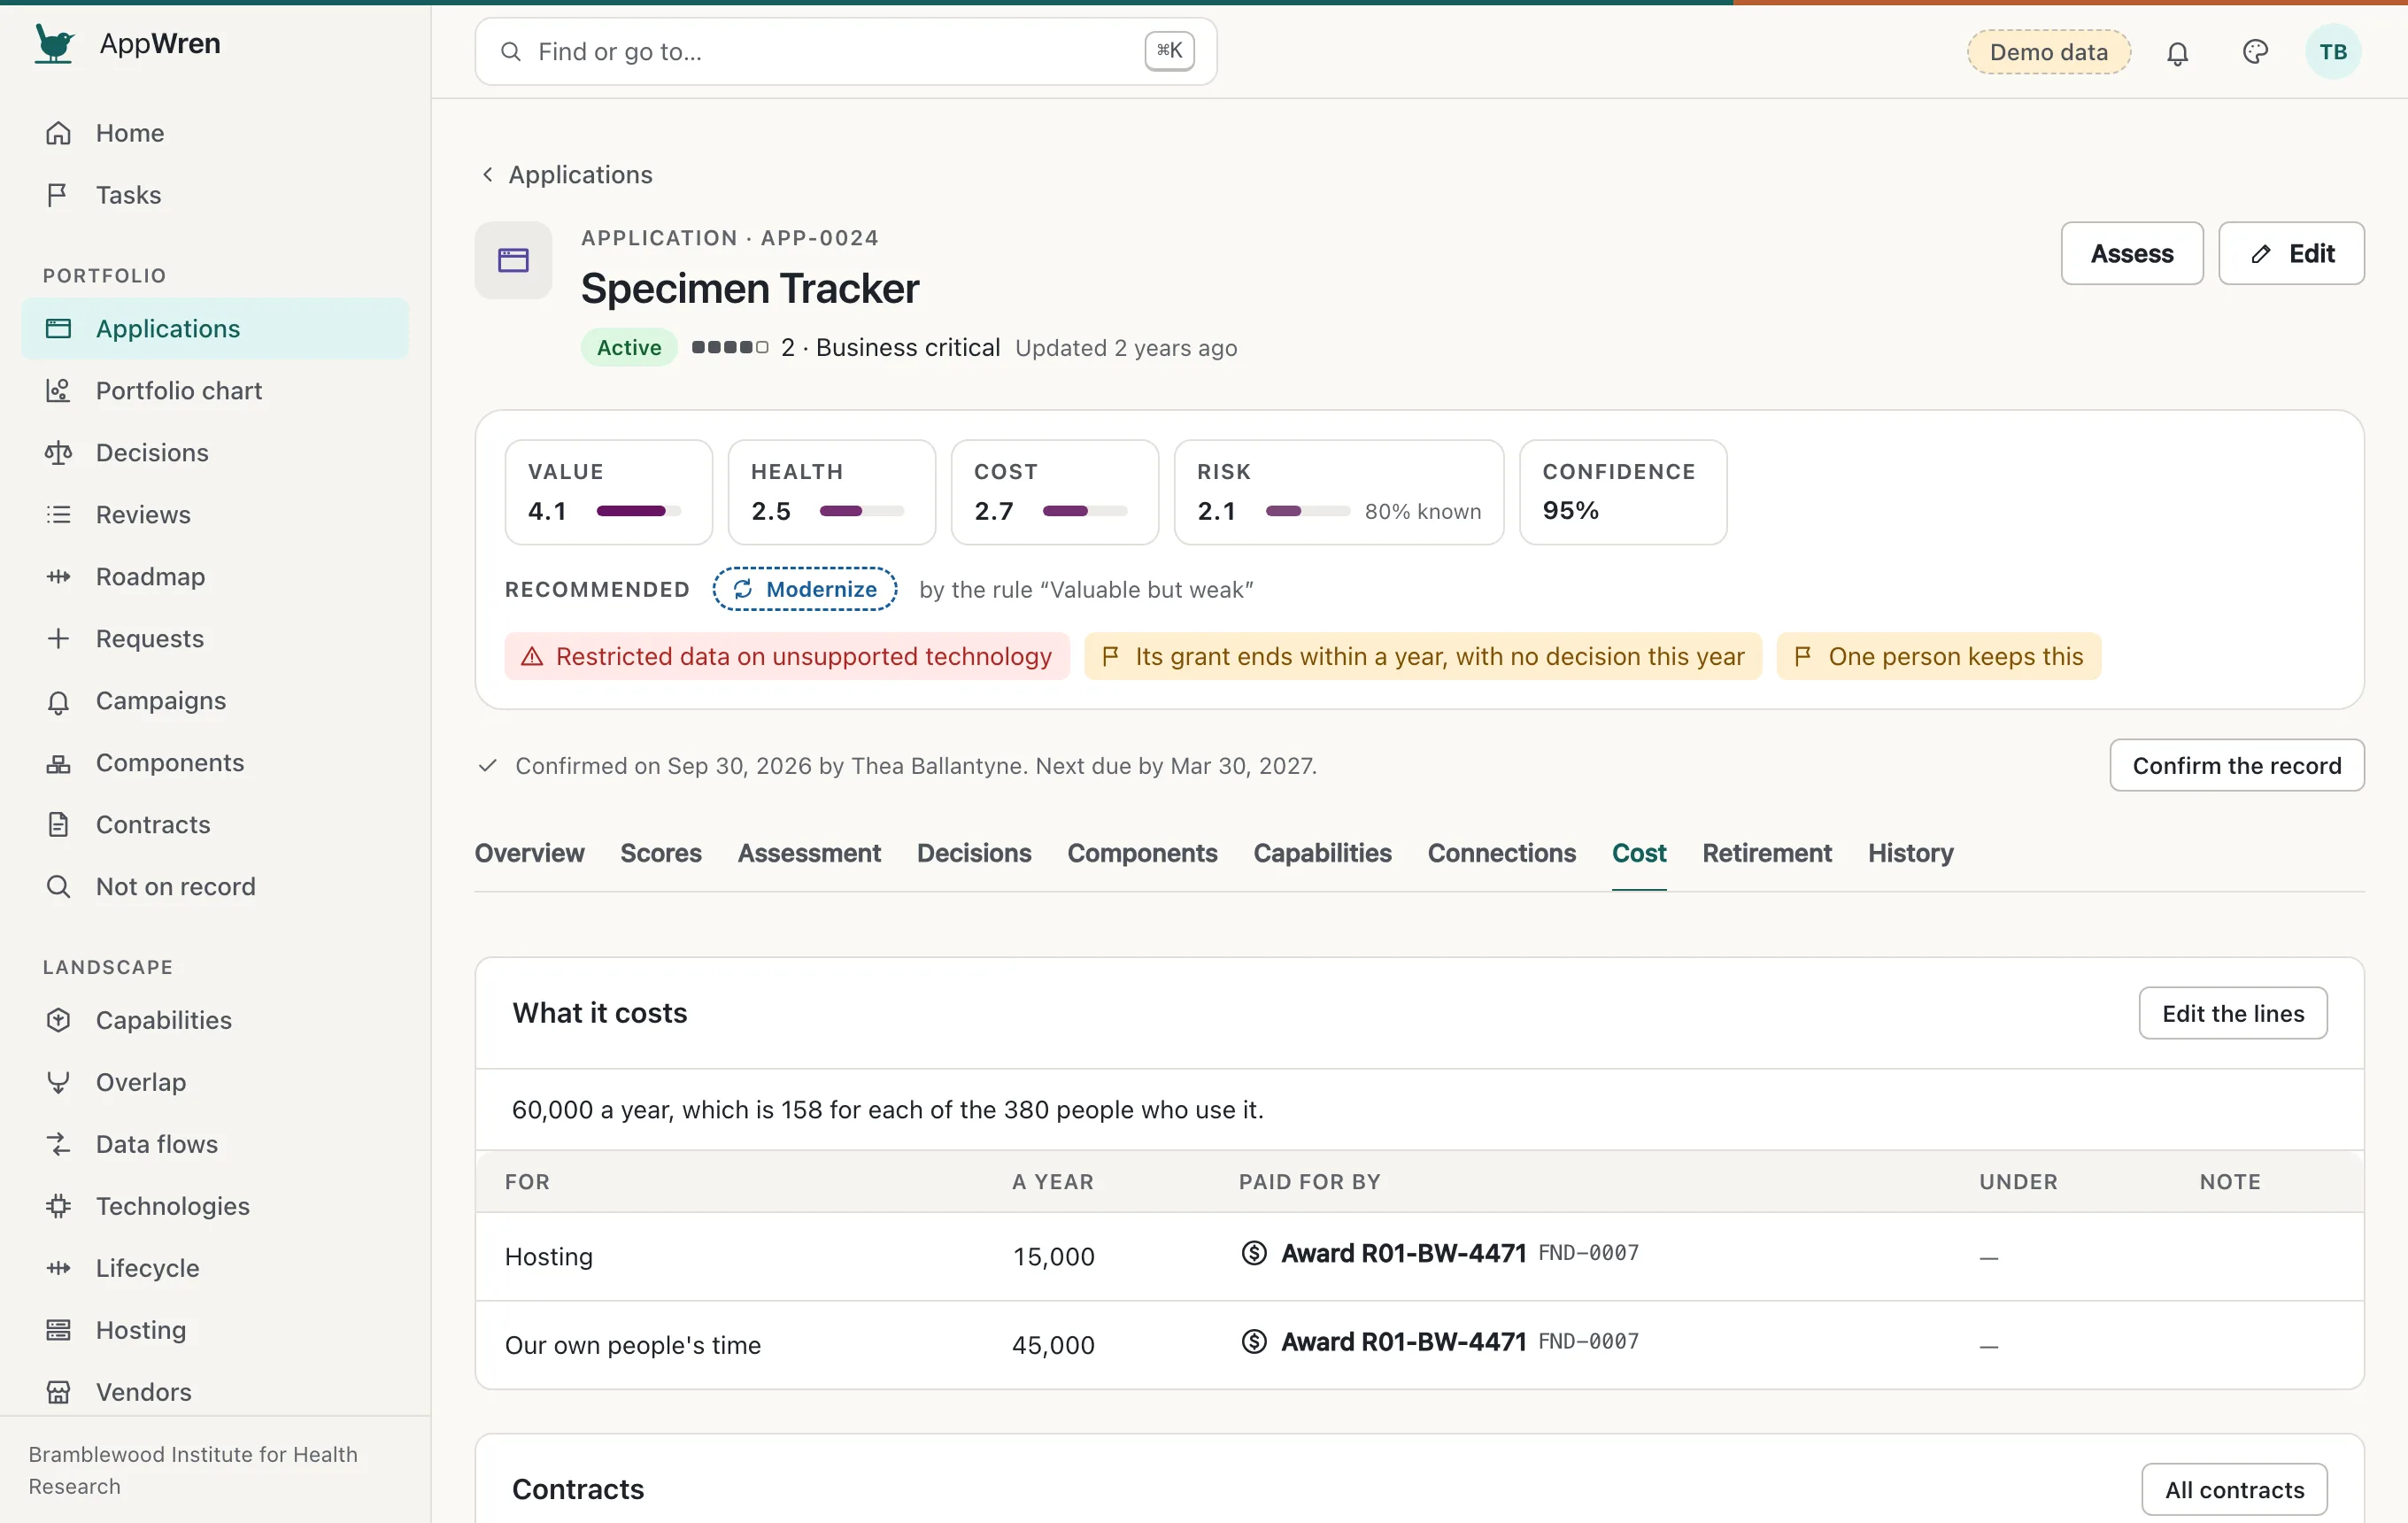 AppWren
Find or go to...
⌘K
Demo data
TB
Home
Tasks
PORTFOLIO
Applications
Portfolio chart
Decisions
Reviews
Roadmap
Requests
Campaigns
Components
Contracts
Not on record
LANDSCAPE
Capabilities
Overlap
Data flows
Technologies
Lifecycle
Hosting
Vendors
Bramblewood Institute for Health
Research
Applications
APPLICATION · APP-0024
Specimen Tracker
Assess
Edit
Active 2 · Business critical Updated 2 years ago
VALUE
4.1
HEALTH
2.5
COST
2.7
RISK
2.1 80% known
CONFIDENCE
95%
RECOMMENDED Modernize by the rule “Valuable but weak”
Restricted data on unsupported technology
Its grant ends within a year, with no decision this year
One person keeps this
Confirmed on Sep 30, 2026 by Thea Ballantyne. Next due by Mar 30, 2027.
Confirm the record
Overview Scores Assessment Decisions Components Capabilities Connections Cost Retirement History
What it costs
Edit the lines
60,000 a year, which is 158 for each of the 380 people who use it.
FOR A YEAR PAID FOR BY UNDER NOTE
Hosting 15,000 Award R01-BW-4471 FND-0007 —
Our own people's time 45,000 Award R01-BW-4471 FND-0007 —
Contracts
All contracts